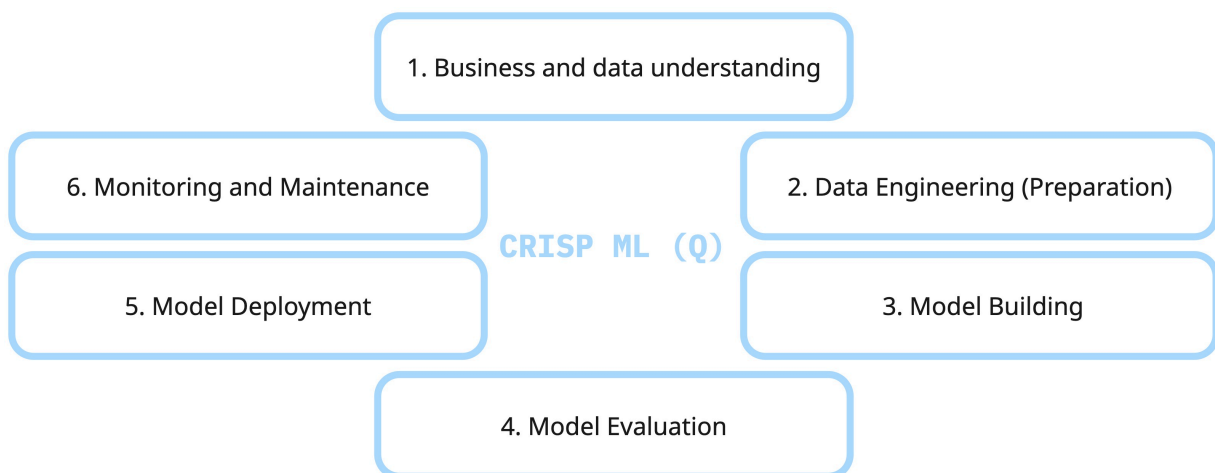 1. Business and data understanding
6. Monitoring and Maintenance
2. Data Engineering (Preparation)
CRISP ML (Q)
5. Model Deployment
3. Model Building
4. Model Evaluation